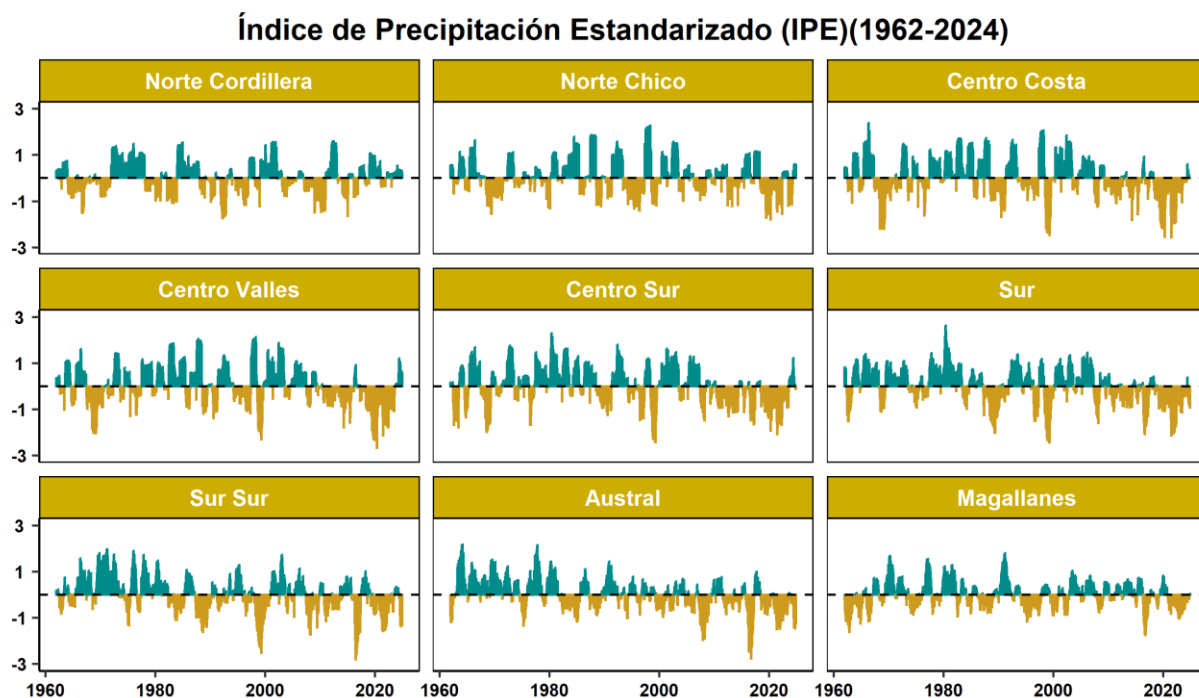 Índice de Precipitación Estandarizado (IPE)(1962-2024)
Norte Cordillera
Norte Chico
Centro Costa
3
1
-1
-3
Centro Valles
Centro Sur
Sur
3
1
-1
-3
Sur Sur
Austral
Magallanes
3
1
-1
-3
1960 1980 2000 2020 1960 1980 2000 2020 1960 1980 2000 2020